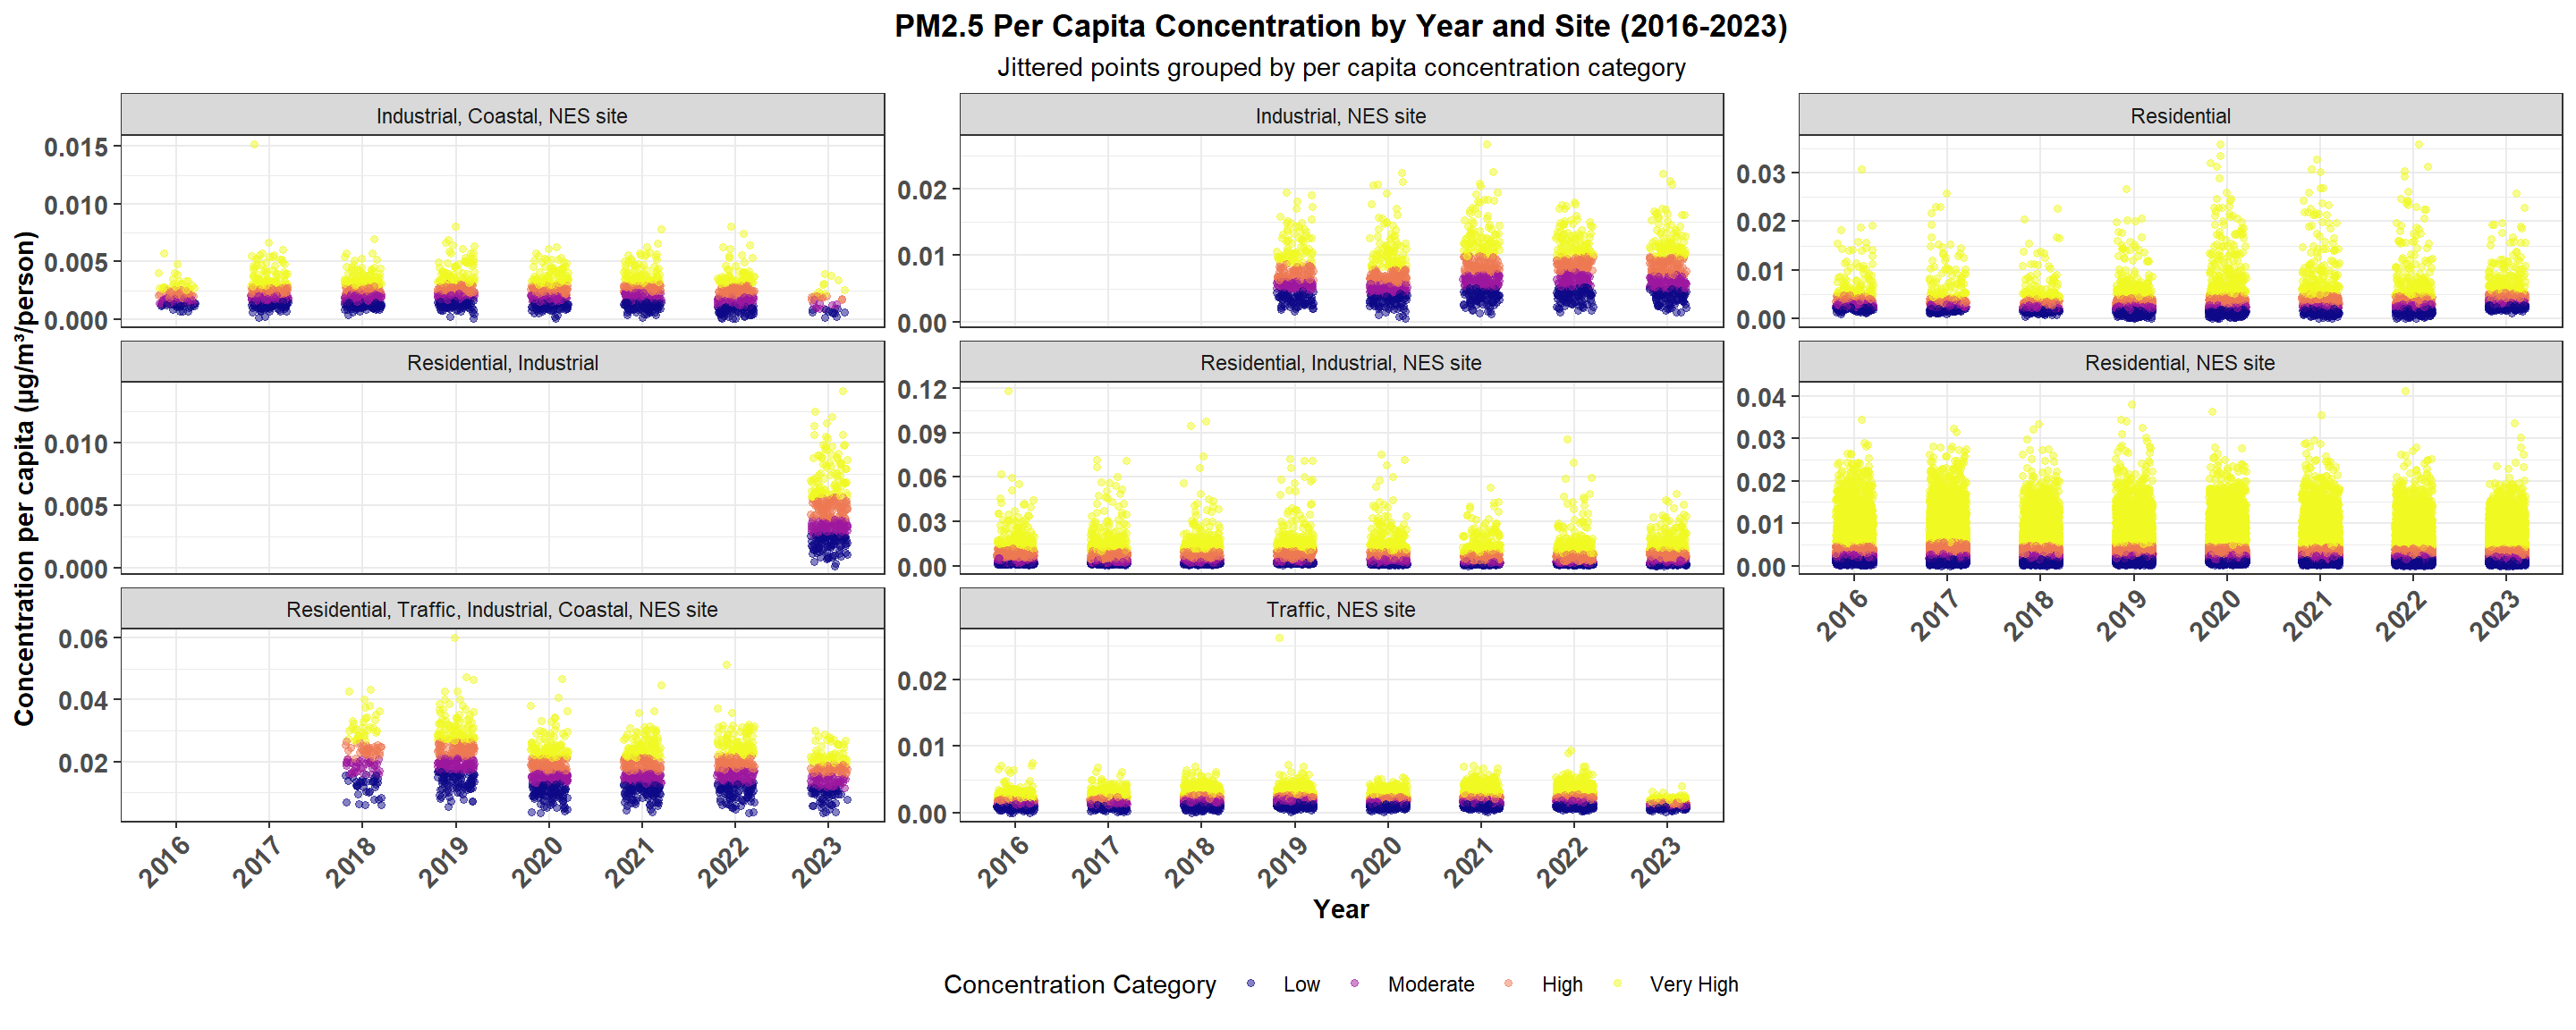 PM2.5 Per Capita Concentration by Year and Site (2016-2023)
Jittered points grouped by per capita concentration category
Concentration per capita (µg/m³/person)
Industrial, Coastal, NES site
0.015
0.010
0.005
0.000
Industrial, NES site
0.02
0.01
0.00
Residential
0.03
0.02
0.01
0.00
Residential, Industrial
0.010
0.005
0.000
Residential, Industrial, NES site
0.12
0.09
0.06
0.03
0.00
Residential, NES site
0.04
0.03
0.02
0.01
0.00
2016 2017 2018 2019 2020 2021 2022 2023
Residential, Traffic, Industrial, Coastal, NES site
0.06
0.04
0.02
2016 2017 2018 2019 2020 2021 2022 2023
Traffic, NES site
0.02
0.01
0.00
2016 2017 2018 2019 2020 2021 2022 2023
Year
Concentration Category Low Moderate High Very High